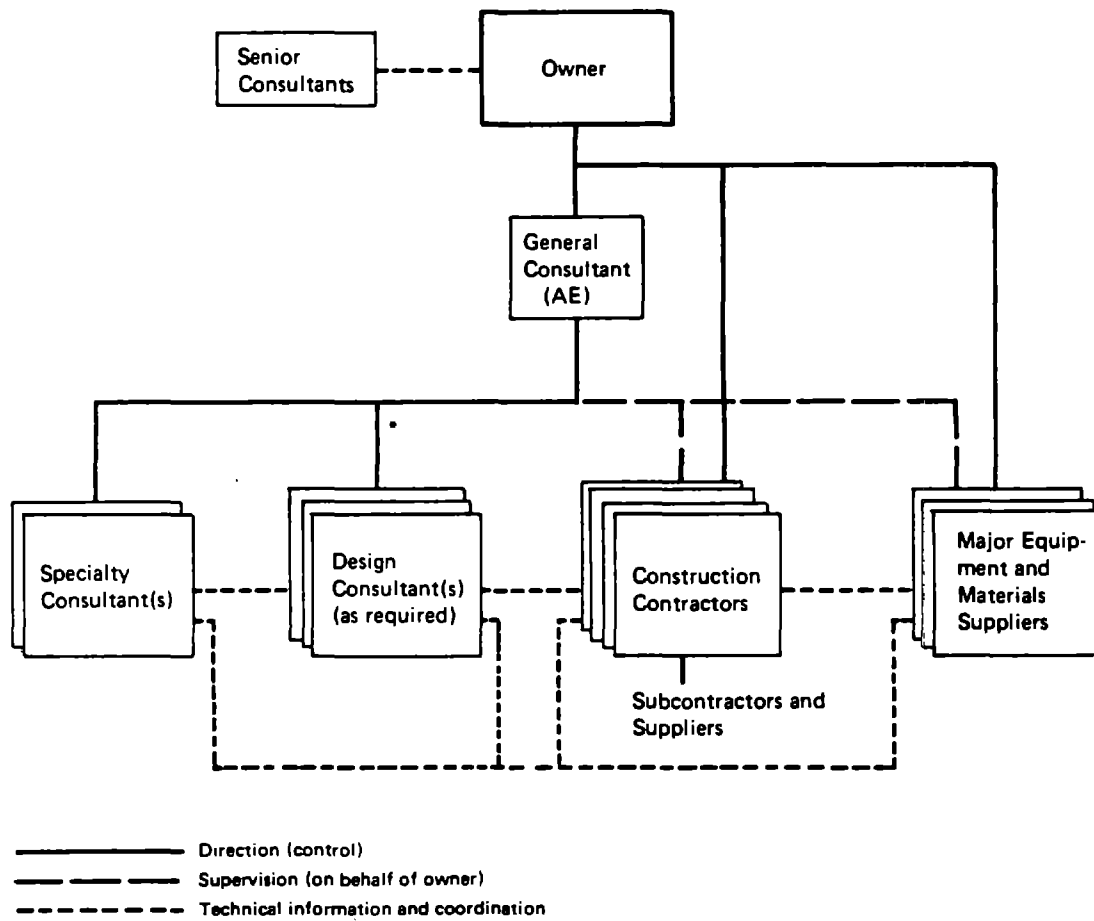 Senior
Consultants
Owner
General
Consultant
(AE)
Specialty
Consultant(s)
Design
Consultant(s)
(as required)
Construction
Contractors
Major Equip-
ment and
Materials
Suppliers
Subcontractors and
Suppliers
Direction (control)
Supervision (on behalf of owner)
Technical information and coordination